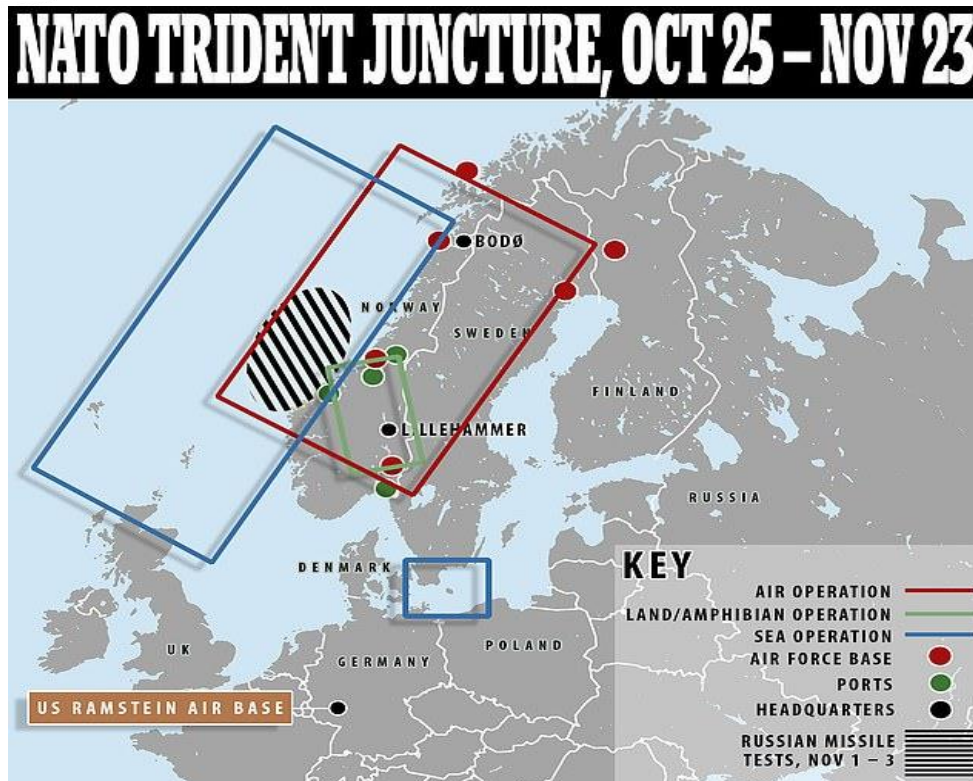 NATO TRIDENT JUNCTURE, OCT 25 – NOV 23
BODØ
NORWAY
SWEDEN
FINLAND
LILLEHAMMER
RUSSIA
DENMARK
UK
GERMANY
POLAND
US RAMSTEIN AIR BASE
KEY
AIR OPERATION
LAND/AMPHIBIAN OPERATION
SEA OPERATION
AIR FORCE BASE
PORTS
HEADQUARTERS
RUSSIAN MISSILE
TESTS, NOV 1 – 3